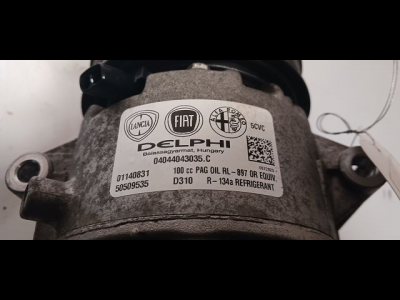 LANCIA FIAT ALFA ROMEO 5CVC
DELPHI
Balassagyarmat, Hungary
04044043035.C
01140831 100 cc PAG OIL RL-897 OR EQUIV.
50509535 D310 R-134a REFRIGERANT